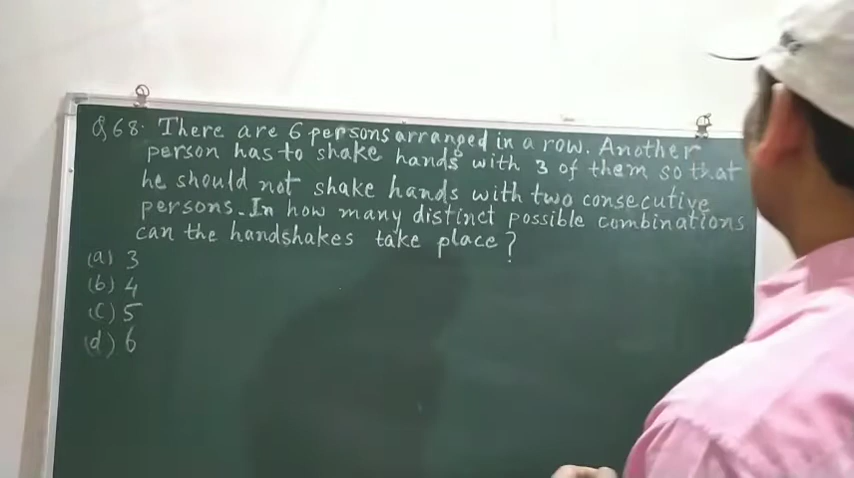 Q68. There are 6 persons arranged in a row. Another
person has to shake hands with 3 of them so that
he should not shake hands with two consecutive
persons. In how many distinct possible combinations
can the handshakes take place?
(a) 3
(b) 4
(c) 5
(d) 6